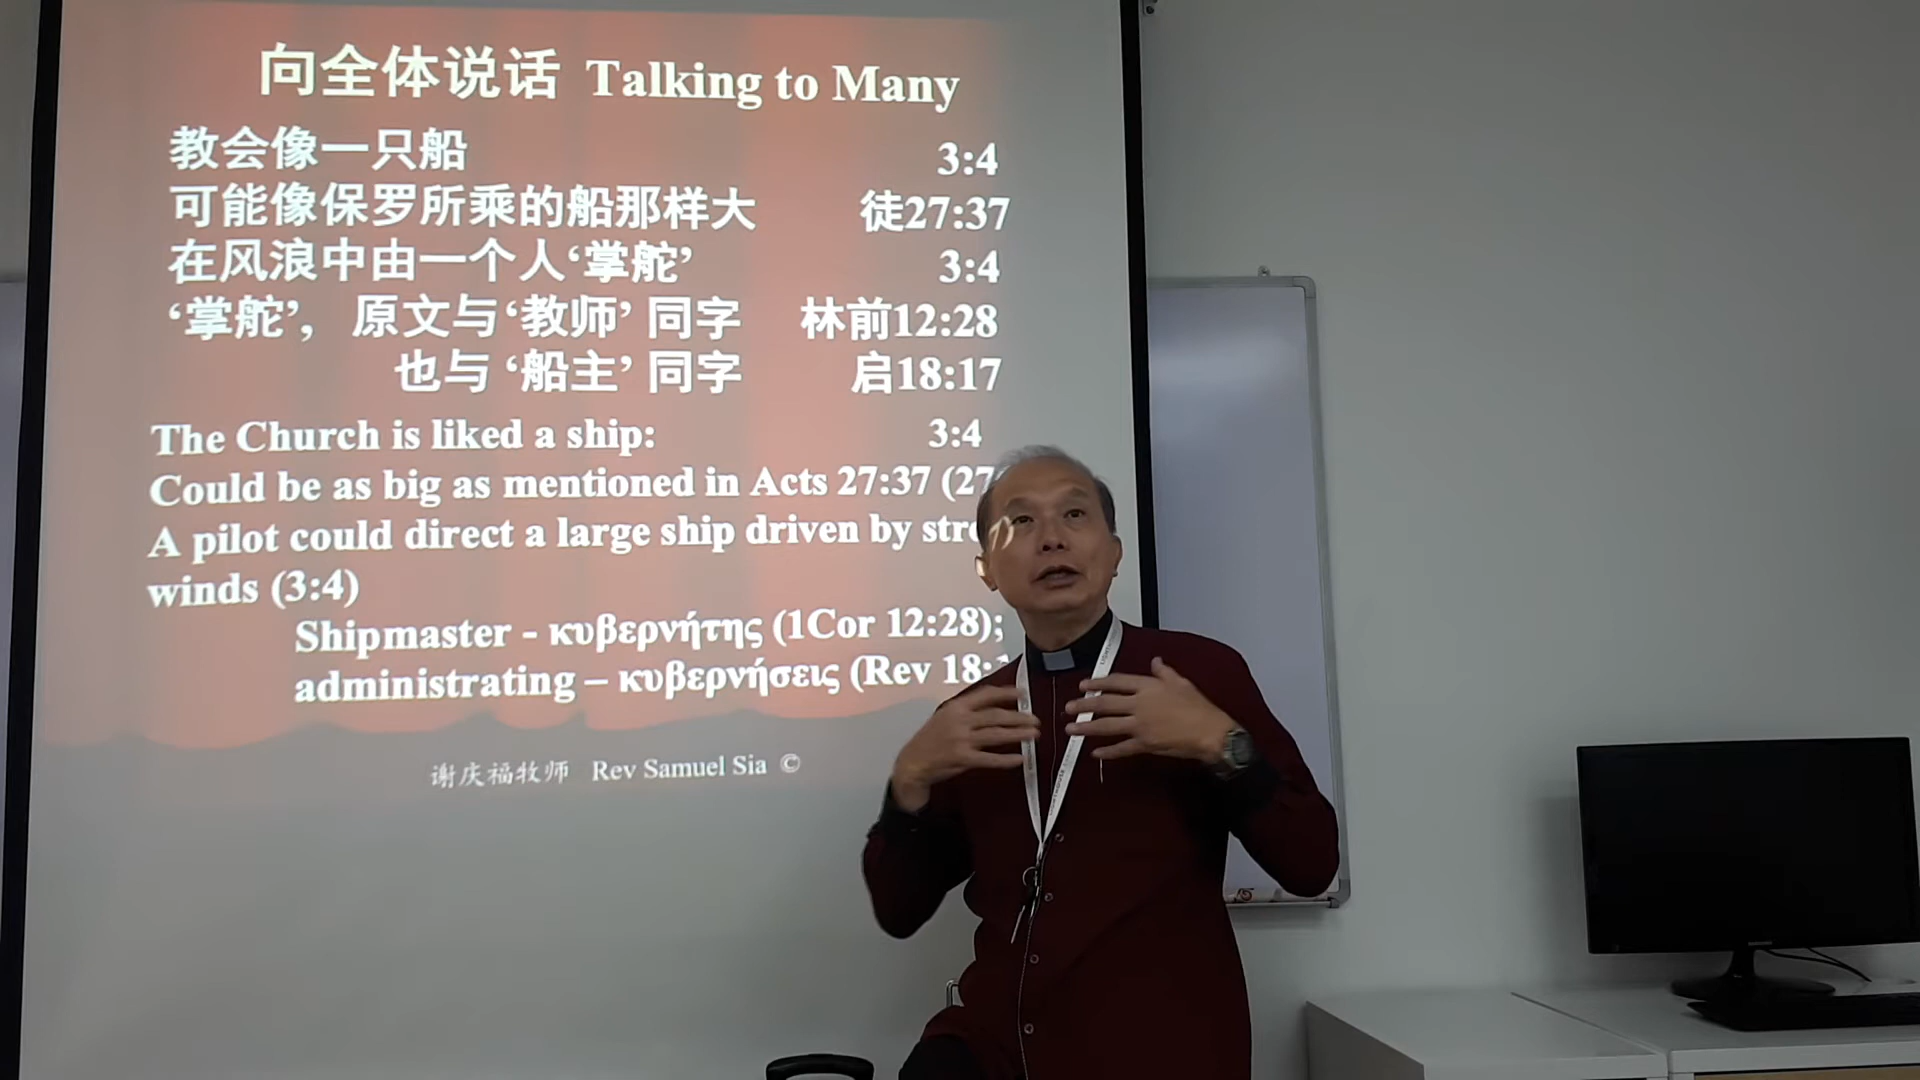 向全体说话 Talking to Many
教会像一只船 3:4
可能像保罗所乘的船那样大 徒27:37
在风浪中由一个人‘掌舵’ 3:4
‘掌舵’, 原文与‘教师’ 同字 林前12:28
也与 ‘船主’ 同字 启18:17
The Church is liked a ship: 3:4
Could be as big as mentioned in Acts 27:37 (27
A pilot could direct a large ship driven by
winds (3:4)
Shipmaster - κυβερνήτης (1Cor 12:28);
administrating – κυβερνήσεις (Rev 18:
谢庆福牧师 Rev Samuel Sia ©